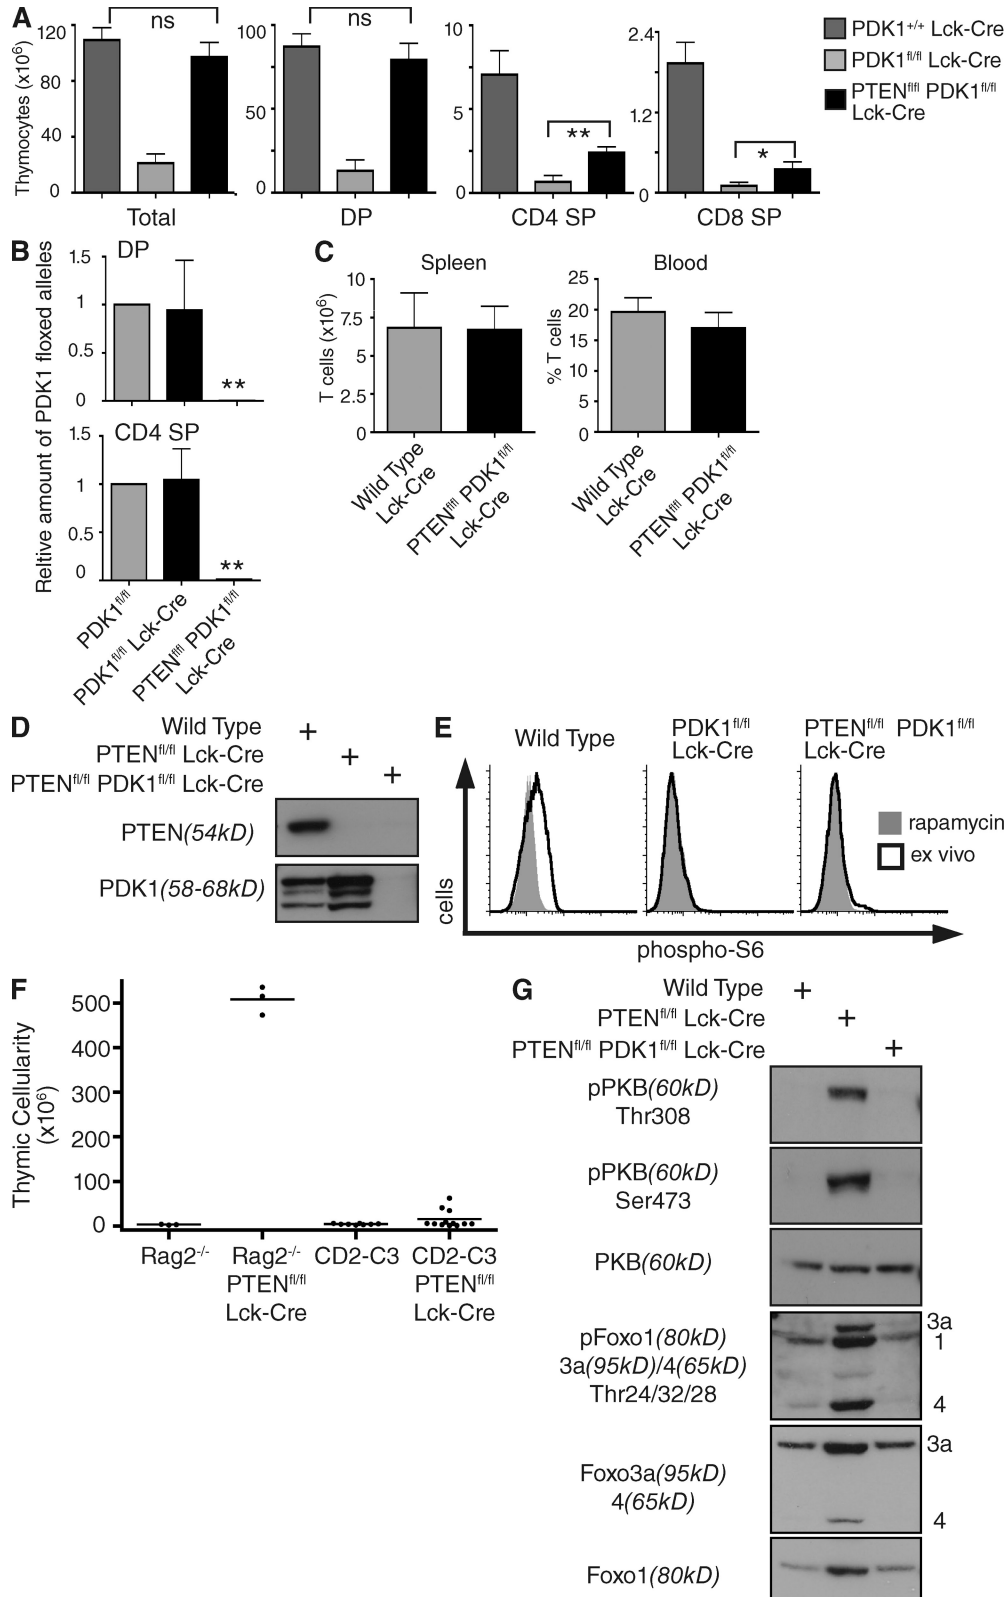 A
ns
ns
Thymocytes (x10⁶)
120
80
40
0
Total
100
50
0
DP
10
5
0
**
CD4 SP
2.4
1.2
0
*
CD8 SP
PDK1⁺/⁺ Lck-Cre
PDK1ᶠˡ/ᶠˡ Lck-Cre
PTENᶠˡᶠˡ PDK1ᶠˡ/ᶠˡ
Lck-Cre
B
Reltive amount of PDK1 floxed alleles
DP
1.5
1
0.5
0
**
CD4 SP
1.5
1
0.5
0
**
PDK1ᶠˡ/ᶠˡ
PDK1ᶠˡ/ᶠˡ Lck-Cre
PTENᶠˡᶠˡ PDK1ᶠˡ/ᶠˡ
Lck-Cre
C
Spleen
T cells (x10⁶)
10
7.5
5
2.5
0
Wild Type
Lck-Cre
PTENᶠˡᶠˡ PDK1ᶠˡ/ᶠˡ
Lck-Cre
Blood
% T cells
25
20
15
10
5
0
Wild Type
Lck-Cre
PTENᶠˡᶠˡ PDK1ᶠˡ/ᶠˡ
Lck-Cre
D
Wild Type +
PTENᶠˡ/ᶠˡ Lck-Cre +
PTENᶠˡ/ᶠˡ PDK1ᶠˡ/ᶠˡ Lck-Cre +
PTEN(54kD)
PDK1(58-68kD)
E
Wild Type
PDK1ᶠˡ/ᶠˡ
Lck-Cre
PTENᶠˡ/ᶠˡ PDK1ᶠˡ/ᶠˡ
Lck-Cre
rapamycin
ex vivo
cells
phospho-S6
F
Thymic Cellularity
(x10⁶)
500
400
300
200
100
0
Rag2⁻/⁻
Rag2⁻/⁻
PTENᶠˡ/ᶠˡ
Lck-Cre
CD2-C3
CD2-C3
PTENᶠˡ/ᶠˡ
Lck-Cre
G
Wild Type +
PTENᶠˡ/ᶠˡ Lck-Cre +
PTENᶠˡ/ᶠˡ PDK1ᶠˡ/ᶠˡ Lck-Cre +
pPKB(60kD)
Thr308
pPKB(60kD)
Ser473
PKB(60kD)
pFoxo1(80kD)
3a(95kD)/4(65kD)
Thr24/32/28
3a
1
4
Foxo3a(95kD)
4(65kD)
3a
4
Foxo1(80kD)